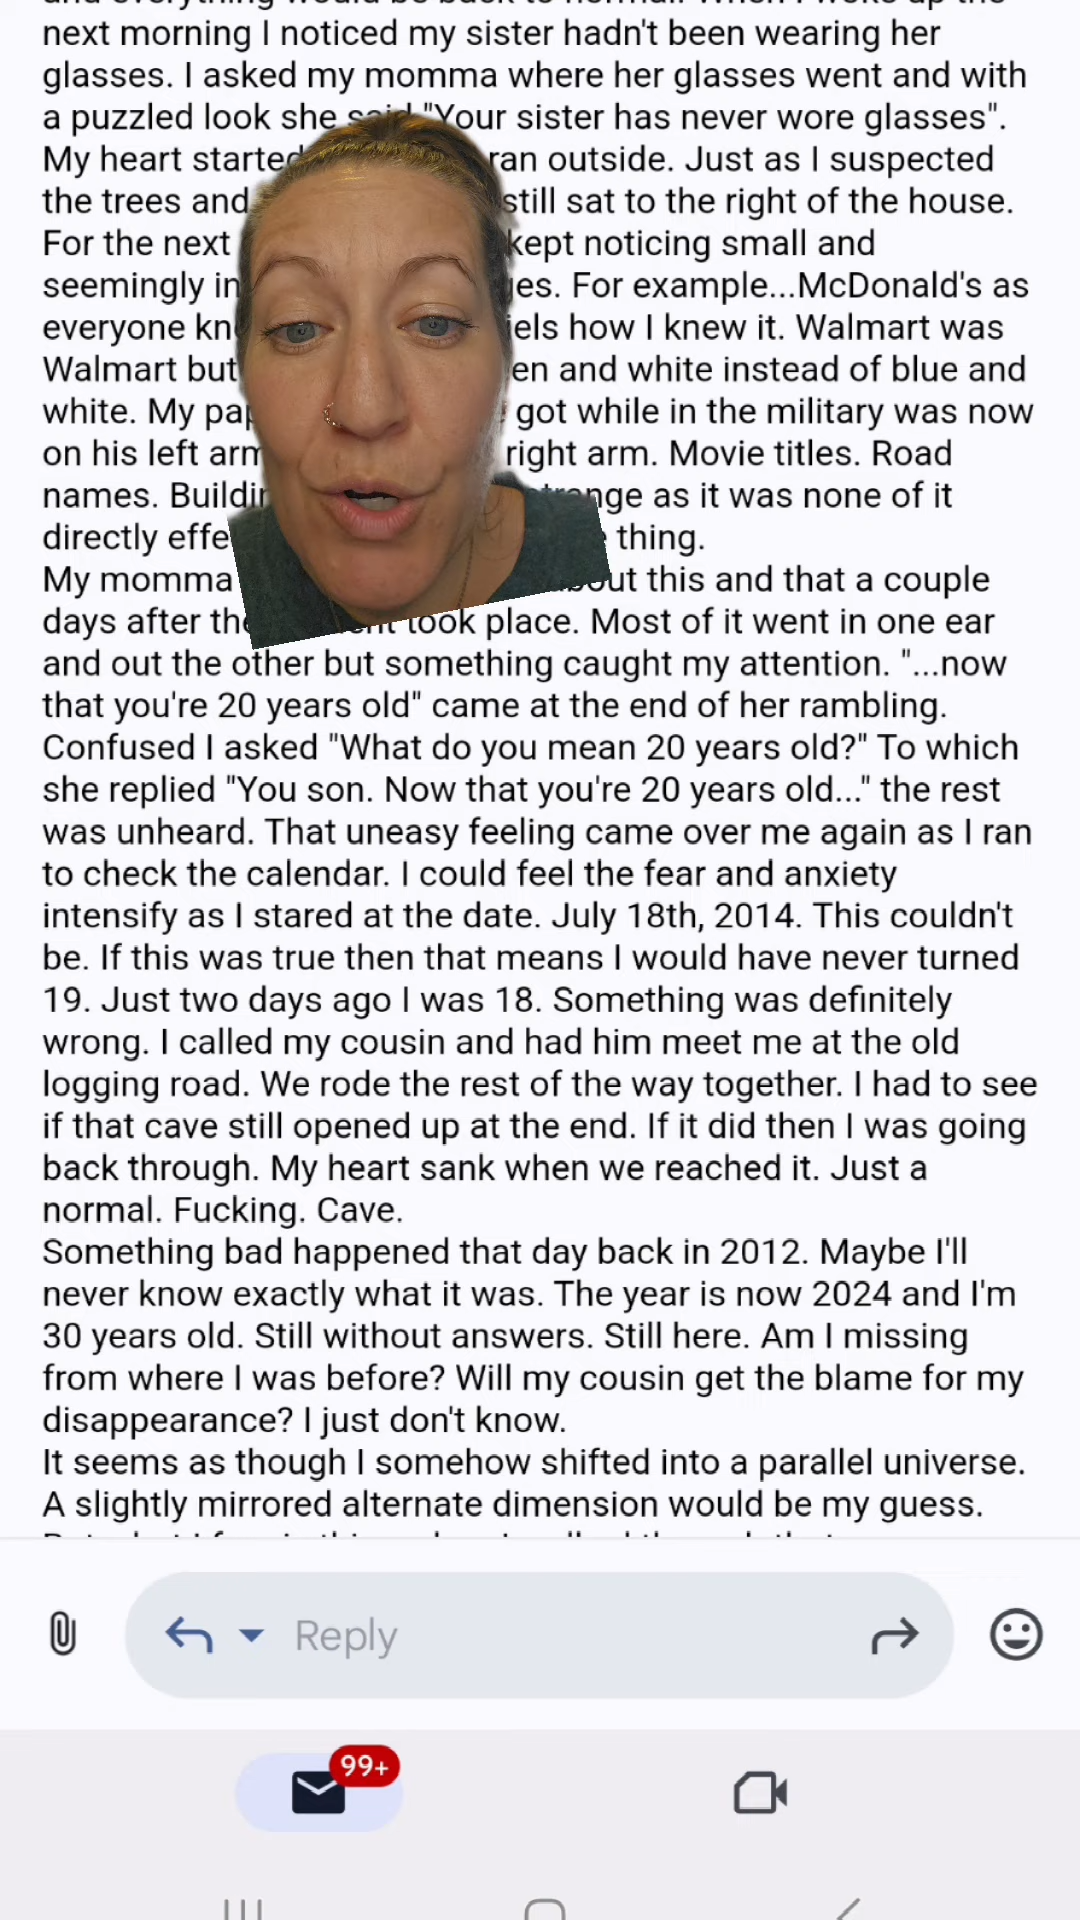 next morning I noticed my sister hadn't been wearing her
glasses. I asked my momma where her glasses went and with
a puzzled look she said "Your sister has never wore glasses".
My heart started ran outside. Just as I suspected
the trees and still sat to the right of the house.
For the next kept noticing small and
seemingly For example...McDonald's as
everyone how I knew it. Walmart was
Walmart but and white instead of blue and
white. My got while in the military was now
on his left arm right arm. Movie titles. Road
names. as it was none of it
directly thing.
My momma about this and that a couple
days after took place. Most of it went in one ear
and out the other but something caught my attention. "...now
that you're 20 years old" came at the end of her rambling.
Confused I asked "What do you mean 20 years old?" To which
she replied "You son. Now that you're 20 years old..." the rest
was unheard. That uneasy feeling came over me again as I ran
to check the calendar. I could feel the fear and anxiety
intensify as I stared at the date. July 18th, 2014. This couldn't
be. If this was true then that means I would have never turned
19. Just two days ago I was 18. Something was definitely
wrong. I called my cousin and had him meet me at the old
logging road. We rode the rest of the way together. I had to see
if that cave still opened up at the end. If it did then I was going
back through. My heart sank when we reached it. Just a
normal. Fucking. Cave.
Something bad happened that day back in 2012. Maybe I'll
never know exactly what it was. The year is now 2024 and I'm
30 years old. Still without answers. Still here. Am I missing
from where I was before? Will my cousin get the blame for my
disappearance? I just don't know.
It seems as though I somehow shifted into a parallel universe.
A slightly mirrored alternate dimension would be my guess.
Reply
99+